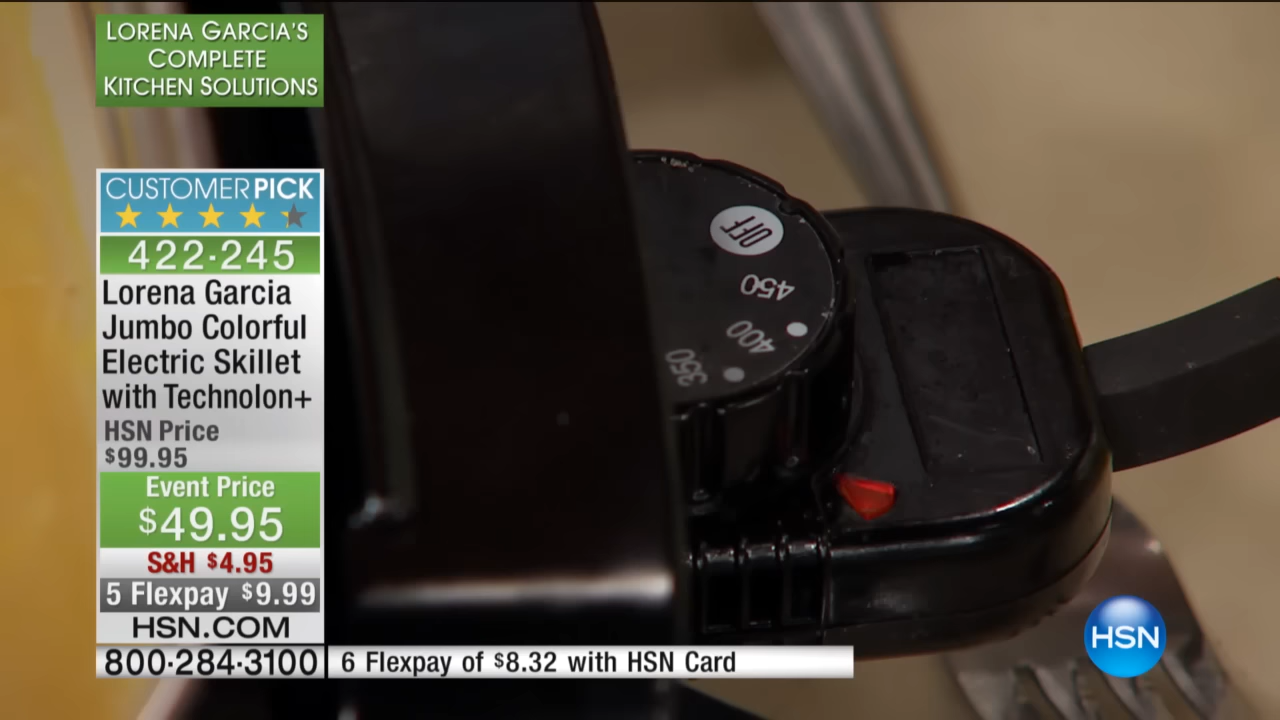 LORENA GARCIA'S
COMPLETE
KITCHEN SOLUTIONS
CUSTOMERPICK
422·245
Lorena Garcia
Jumbo Colorful
Electric Skillet
with Technolon+
HSN Price
$99.95
Event Price
$49.95
S&H $4.95
5 Flexpay $9.99
HSN.COM
800·284·3100
6 Flexpay of $8.32 with HSN Card
OFF
450
400
350
HSN